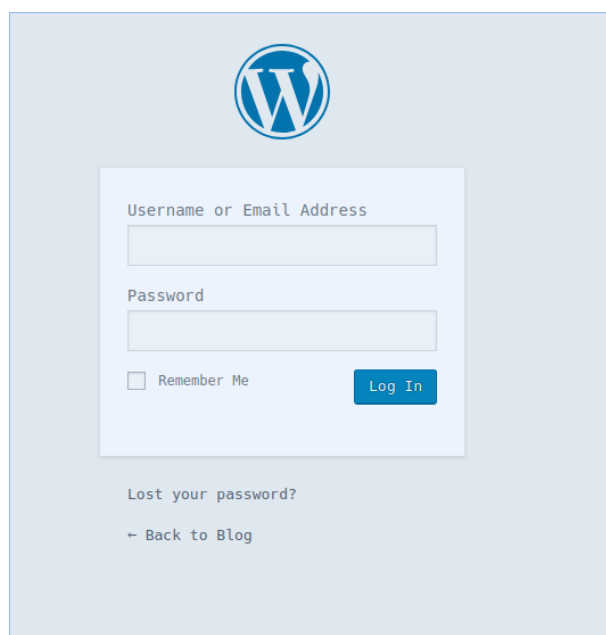 Username or Email Address
Password
Remember Me
Log In
Lost your password?
← Back to Blog